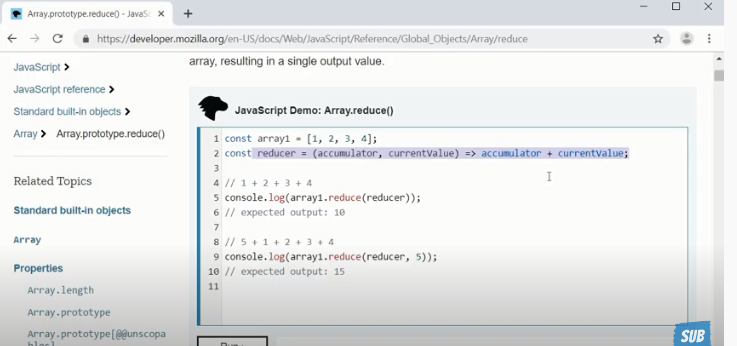 Array.prototype.reduce() - JavaSc
https://developer.mozilla.org/en-US/docs/Web/JavaScript/Reference/Global_Objects/Array/reduce
JavaScript
JavaScript reference
Standard built-in objects
Array
Array.prototype.reduce()
Related Topics
Standard built-in objects
Array
Properties
Array.length
Array.prototype
Array.prototype[@@unscopa
array, resulting in a single output value.
JavaScript Demo: Array.reduce()
1 const array1 = [1, 2, 3, 4];
2 const reducer = (accumulator, currentValue) => accumulator + currentValue;
3
4 // 1 + 2 + 3 + 4
5 console.log(array1.reduce(reducer));
6 // expected output: 10
7
8 // 5 + 1 + 2 + 3 + 4
9 console.log(array1.reduce(reducer, 5));
10 // expected output: 15
11
SUB